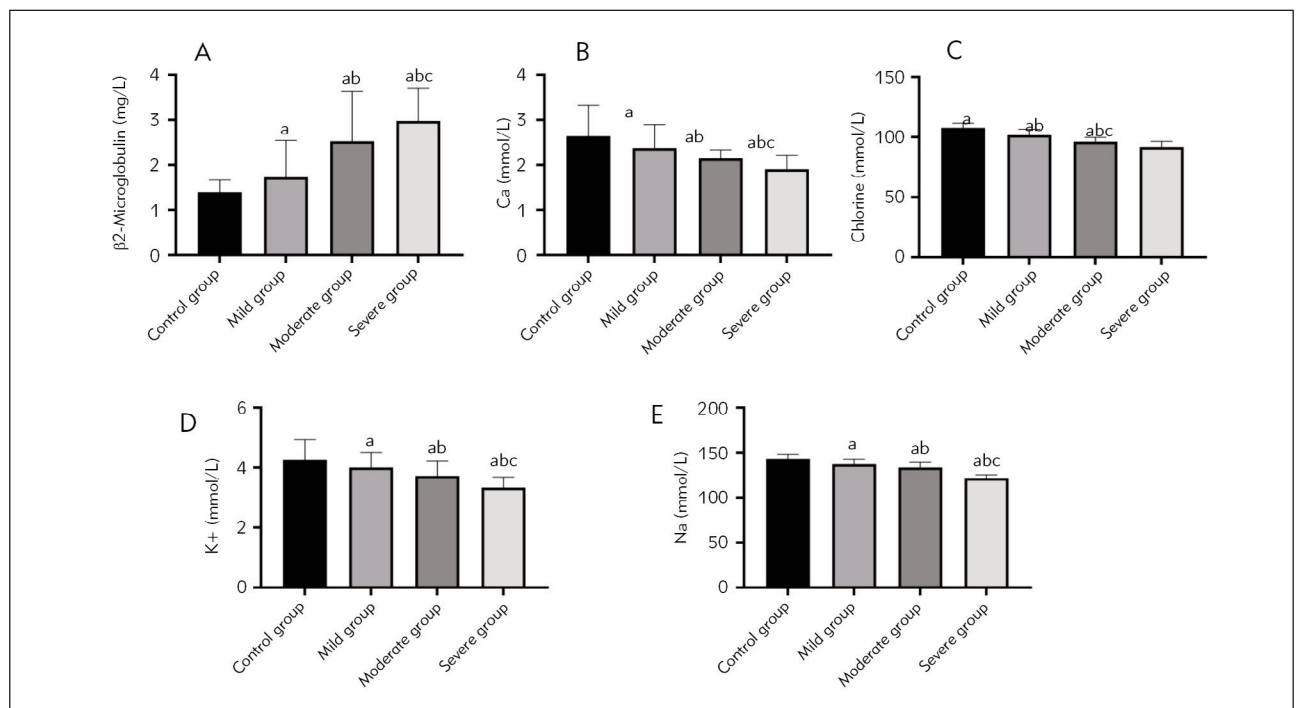 A
β2-Microglobulin (mg/L)
4
3
2
1
0
a
ab
abc
Control group
Mild group
Moderate group
Severe group
B
Ca (mmol/L)
4
3
2
1
0
a
ab
abc
Control group
Mild group
Moderate group
Severe group
C
Chlorine (mmol/L)
150
100
50
0
a
ab
abc
Control group
Mild group
Moderate group
Severe group
D
K+ (mmol/L)
6
4
2
0
a
ab
abc
Control group
Mild group
Moderate group
Severe group
E
Na (mmol/L)
200
150
100
50
0
a
ab
abc
Control group
Mild group
Moderate group
Severe group